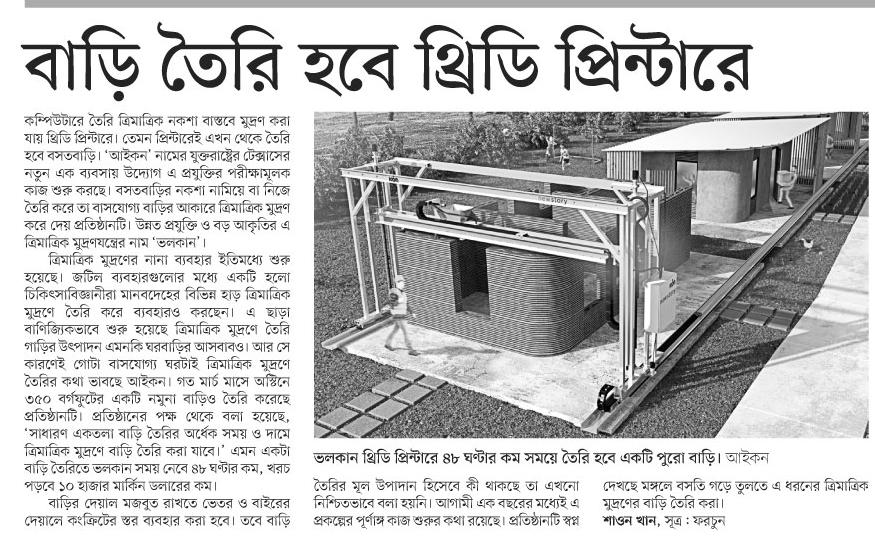 বাড়ি তৈরি হবে থ্রিডি প্রিন্টারে
কম্পিউটারে তৈরি ত্রিমাত্রিক নকশা বাস্তবে মুদ্রণ করা
যায় থ্রিডি প্রিন্টারে। তেমন প্রিন্টারেই এখন থেকে তৈরি
হবে বসতবাড়ি। ‘আইকন’ নামের যুক্তরাষ্ট্রের টেক্সাসের
নতুন এক ব্যবসায় উদ্যোগ এ প্রযুক্তির পরীক্ষামূলক
কাজ শুরু করছে। বসতবাড়ির নকশা নামিয়ে বা নিজে
তৈরি করে তা বাসযোগ্য বাড়ির আকারে ত্রিমাত্রিক মুদ্রণ
করে দেয় প্রতিষ্ঠানটি। উন্নত প্রযুক্তি ও বড় আকৃতির এ
ত্রিমাত্রিক মুদ্রণযন্ত্রের নাম ‘ভলকান’।
ত্রিমাত্রিক মুদ্রণের নানা ব্যবহার ইতিমধ্যে শুরু
হয়েছে। জটিল ব্যবহারগুলোর মধ্যে একটি হলো
চিকিৎসাবিজ্ঞানীরা মানবদেহের বিভিন্ন হাড় ত্রিমাত্রিক
মুদ্রণে তৈরি করে ব্যবহারও করছেন। এ ছাড়া
বাণিজ্যিকভাবে শুরু হয়েছে ত্রিমাত্রিক মুদ্রণে তৈরি
গাড়ির উৎপাদন এমনকি ঘরবাড়ির আসবাবও। আর সে
কারণেই গোটা বাসযোগ্য ঘরটাই ত্রিমাত্রিক মুদ্রণে
তৈরির কথা ভাবছে আইকন। গত মার্চ মাসে অস্টিনে
৩৫০ বর্গফুটের একটি নমুনা বাড়িও তৈরি করেছে
প্রতিষ্ঠানটি। প্রতিষ্ঠানের পক্ষ থেকে বলা হয়েছে,
‘সাধারণ একতলা বাড়ি তৈরির অর্ধেক সময় ও দামে
ত্রিমাত্রিক মুদ্রণে বাড়ি তৈরি করা যাবে।’ এমন একটা
বাড়ি তৈরিতে ভলকান সময় নেবে ৪৮ ঘণ্টার কম, খরচ
পড়বে ১০ হাজার মার্কিন ডলারের কম।
বাড়ির দেয়াল মজবুত রাখতে ভেতর ও বাইরের
দেয়ালে কংক্রিটের স্তর ব্যবহার করা হবে। তবে বাড়ি
newstory
ভলকান থ্রিডি প্রিন্টারে ৪৮ ঘণ্টার কম সময়ে তৈরি হবে একটি পুরো বাড়ি। আইকন
তৈরির মূল উপাদান হিসেবে কী থাকছে তা এখনো
নিশ্চিতভাবে বলা হয়নি। আগামী এক বছরের মধ্যেই এ
প্রকল্পের পূর্ণাঙ্গ কাজ শুরুর কথা রয়েছে। প্রতিষ্ঠানটি স্বপ্ন
দেখছে মঙ্গলে বসতি গড়ে তুলতে এ ধরনের ত্রিমাত্রিক
মুদ্রণের বাড়ি তৈরি করা।
শাওন খান, সূত্র : ফরচুন